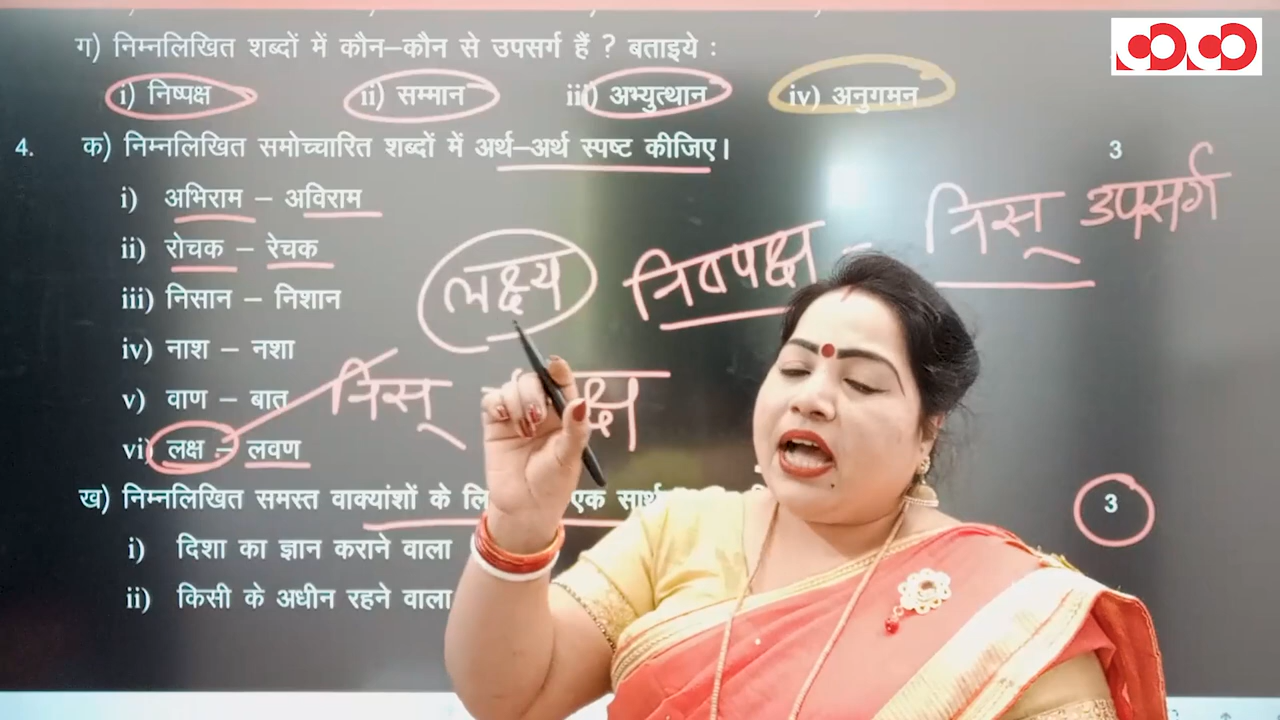 ग) निम्नलिखित शब्दों में कौन–कौन से उपसर्ग हैं ? बताइये :
i) निष्पक्ष ii) सम्मान iii) अभ्युत्थान iv) अनुगमन
4. क) निम्नलिखित समोच्चारित शब्दों में अर्थ–अर्थ स्पष्ट कीजिए। 3
i) अभिराम – अविराम
ii) रोचक – रेचक
iii) निसान – निशान
iv) नाश – नशा
v) वाण – बात
vi) लक्ष – लवण
लक्ष्य
निस् उपसर्ग
निस्
ख) निम्नलिखित समस्त वाक्यांशों के एक 3
i) दिशा का ज्ञान कराने वाला
ii) किसी के अधीन रहने वाला